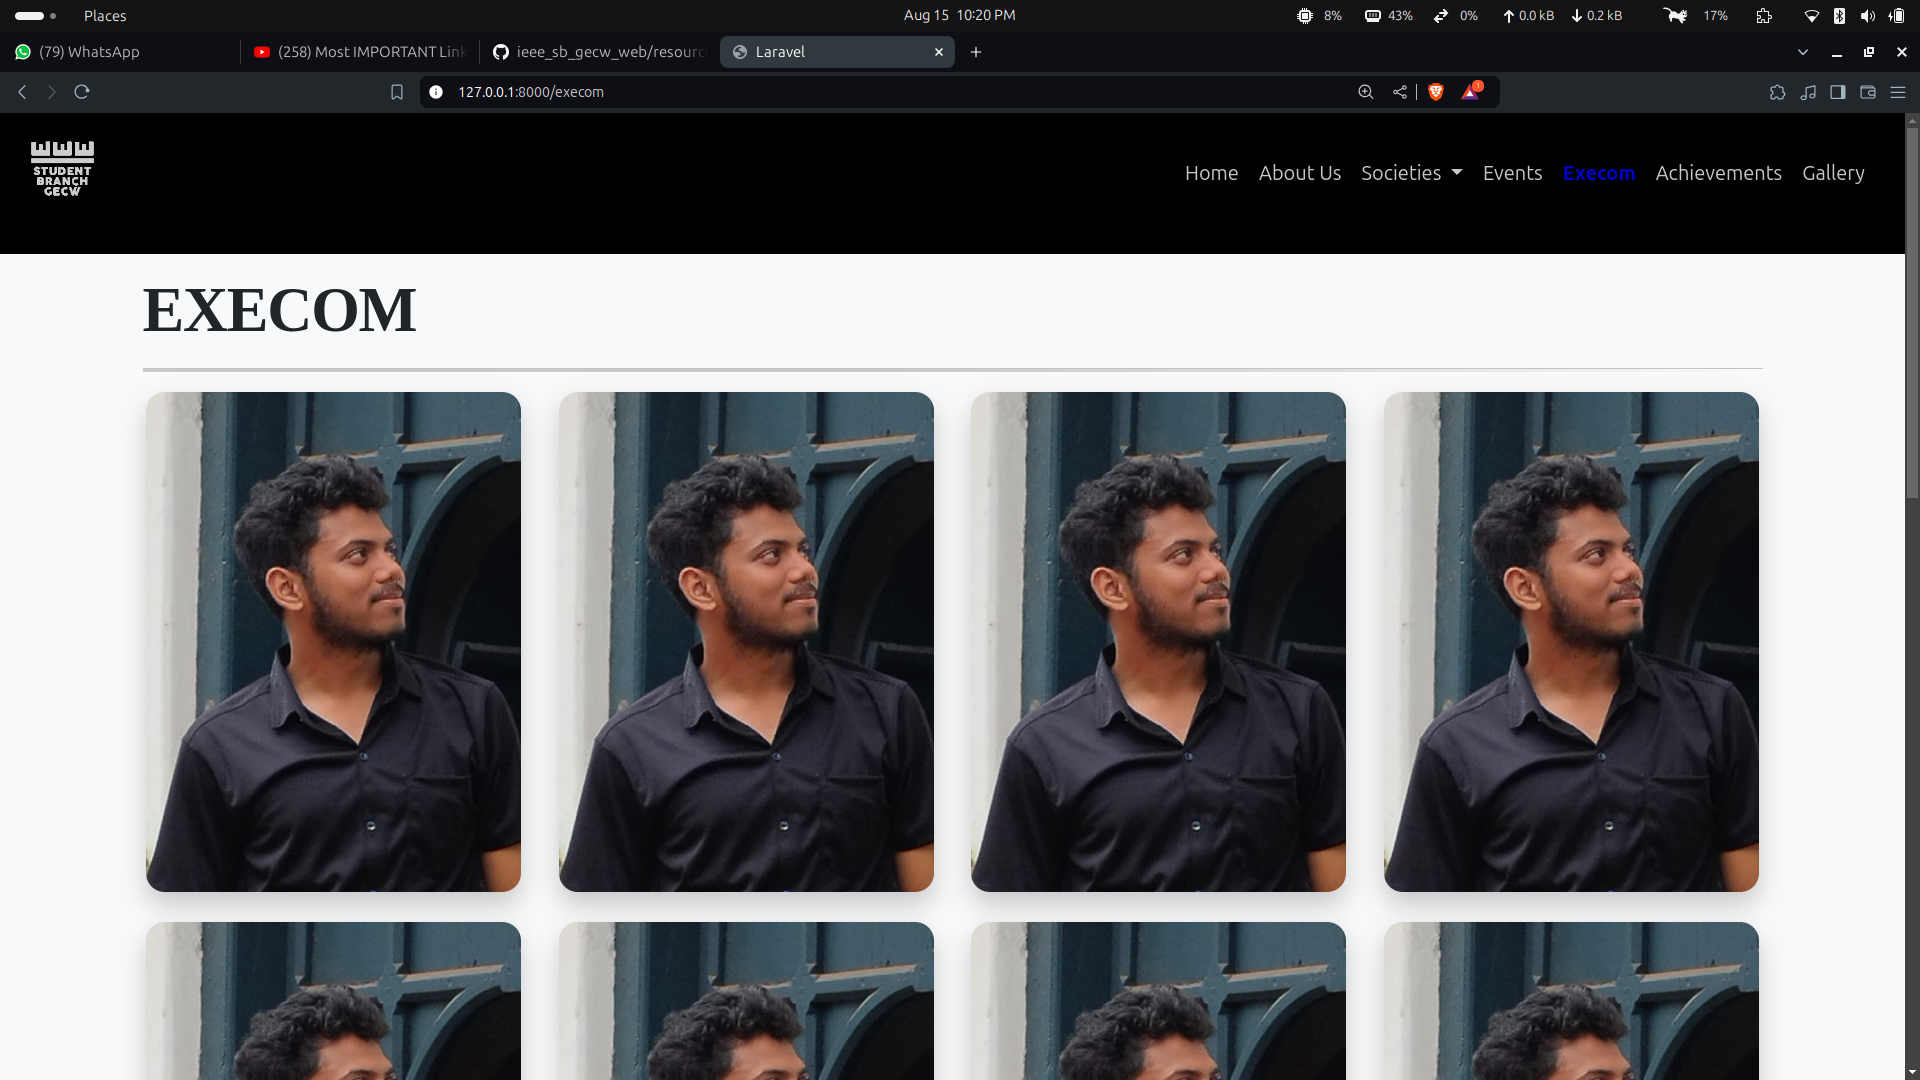 Places
Aug 15 10:20 PM
8% 43% 0% 0.0 kB 0.2 kB 17%
(79) WhatsApp
(258) Most IMPORTANT Link
ieee_sb_gecw_web/resourc
Laravel
127.0.0.1:8000/execom
1
STUDENT
BRANCH
GECW
Home About Us Societies Events Execom Achievements Gallery
EXECOM